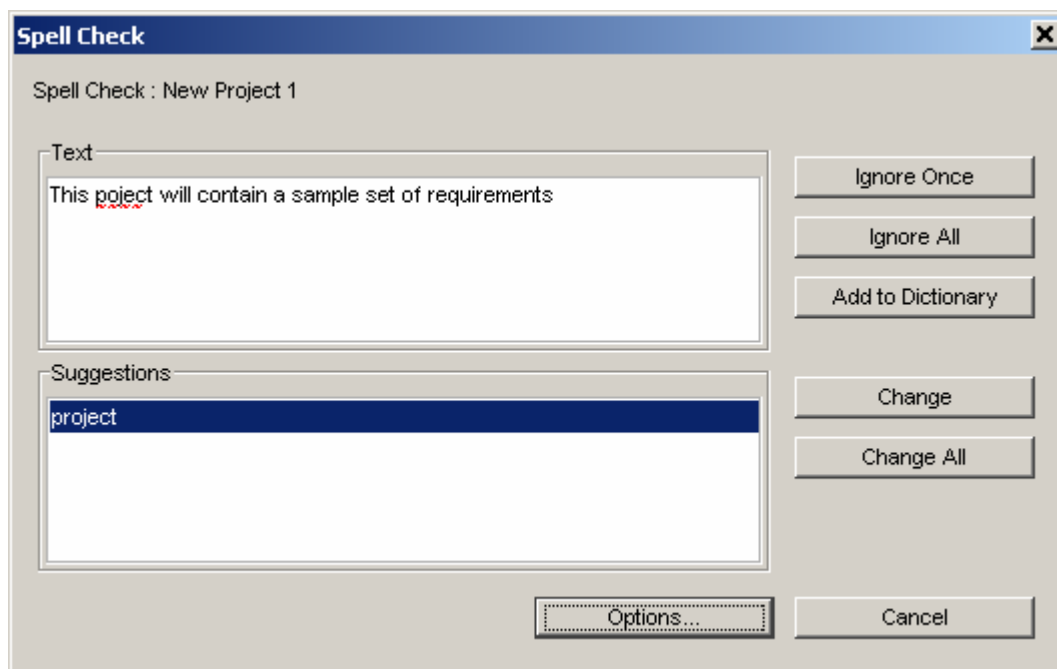 Spell Check
Spell Check : New Project 1
Text
This poject will contain a sample set of requirements
Ignore Once
Ignore All
Add to Dictionary
Suggestions
project
Change
Change All
Options...
Cancel